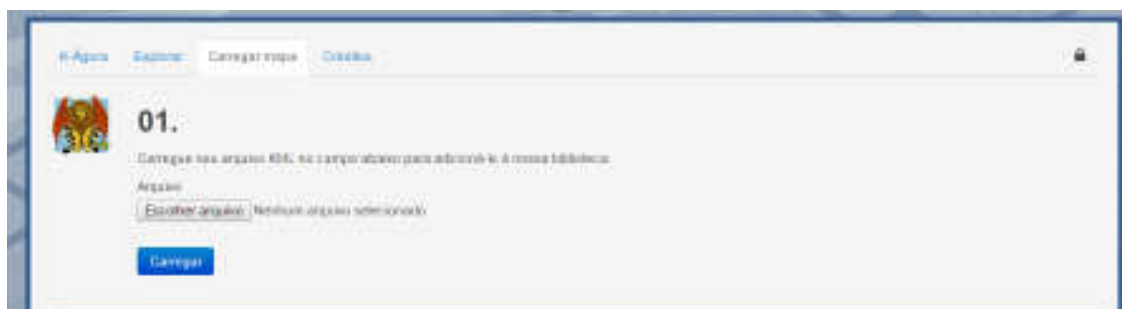 Explorar Carregar mapa Créditos
01.
Carregue seu arquivo KML no campo abaixo para adicioná-lo à nossa biblioteca
Arquivo
Escolher arquivo Nenhum arquivo selecionado
Carregar